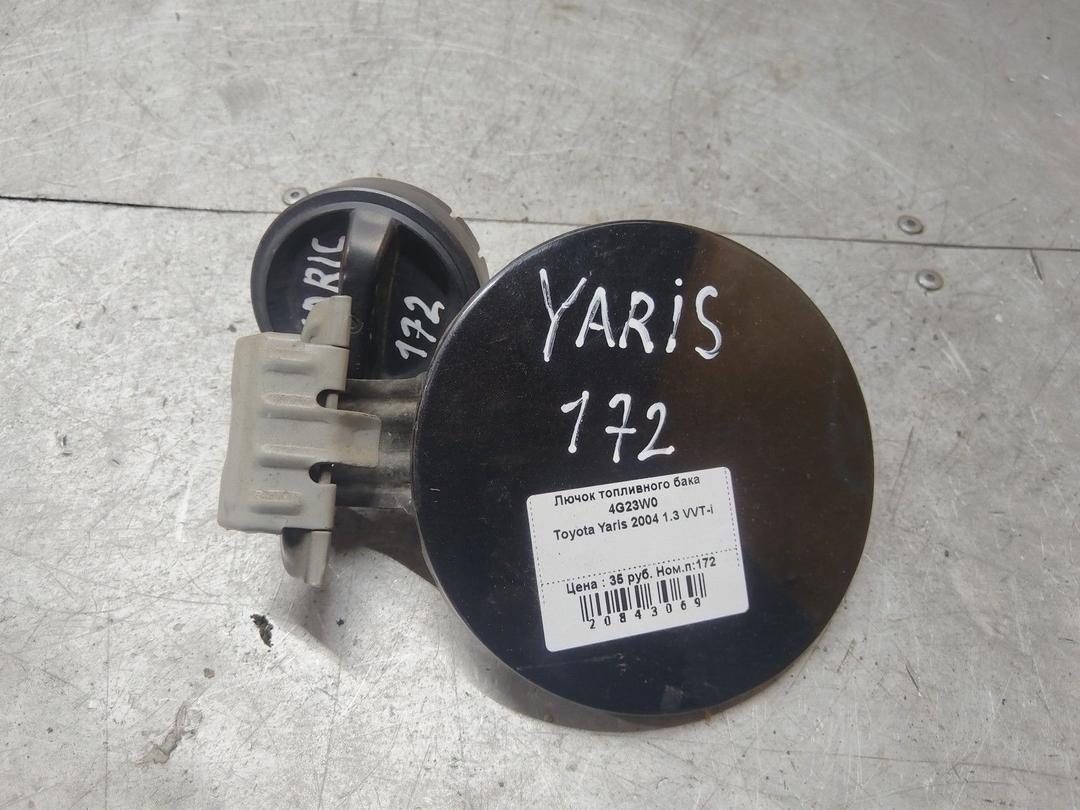 172
YARIS
172
Лючок топливного бака
4G23W0
Toyota Yaris 2004 1.3 VVT-i
Цена : 35 руб. Ном.п:172
20843069